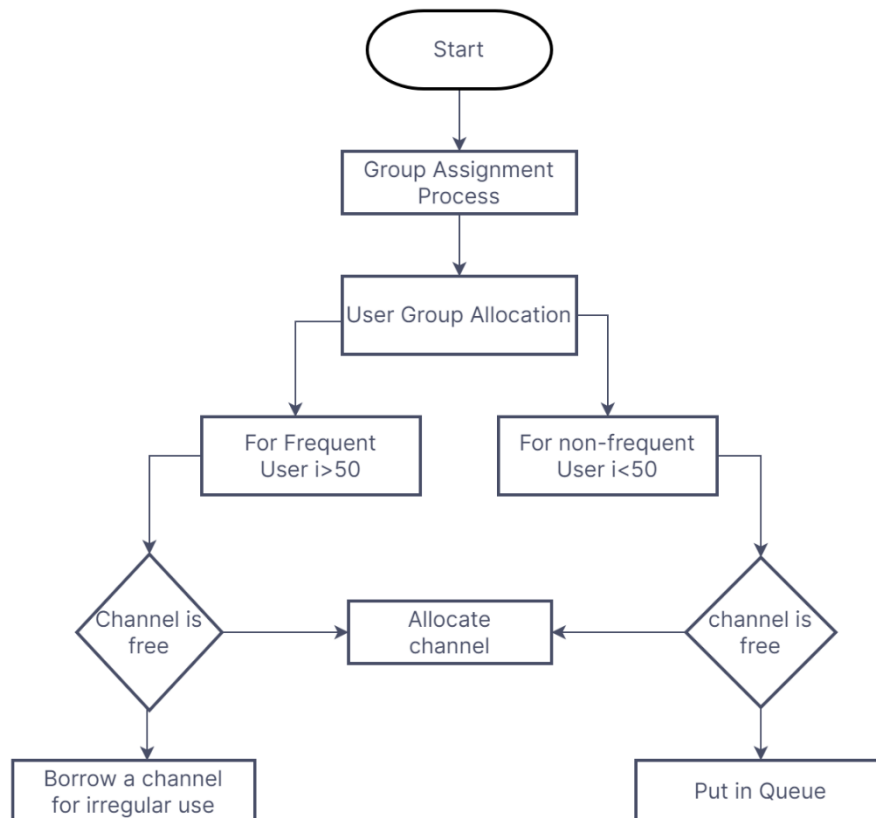 Start
Group Assignment
Process
User Group Allocation
For Frequent
User i>50
For non-frequent
User i<50
Channel is
free
Allocate
channel
channel is
free
Borrow a channel
for irregular use
Put in Queue